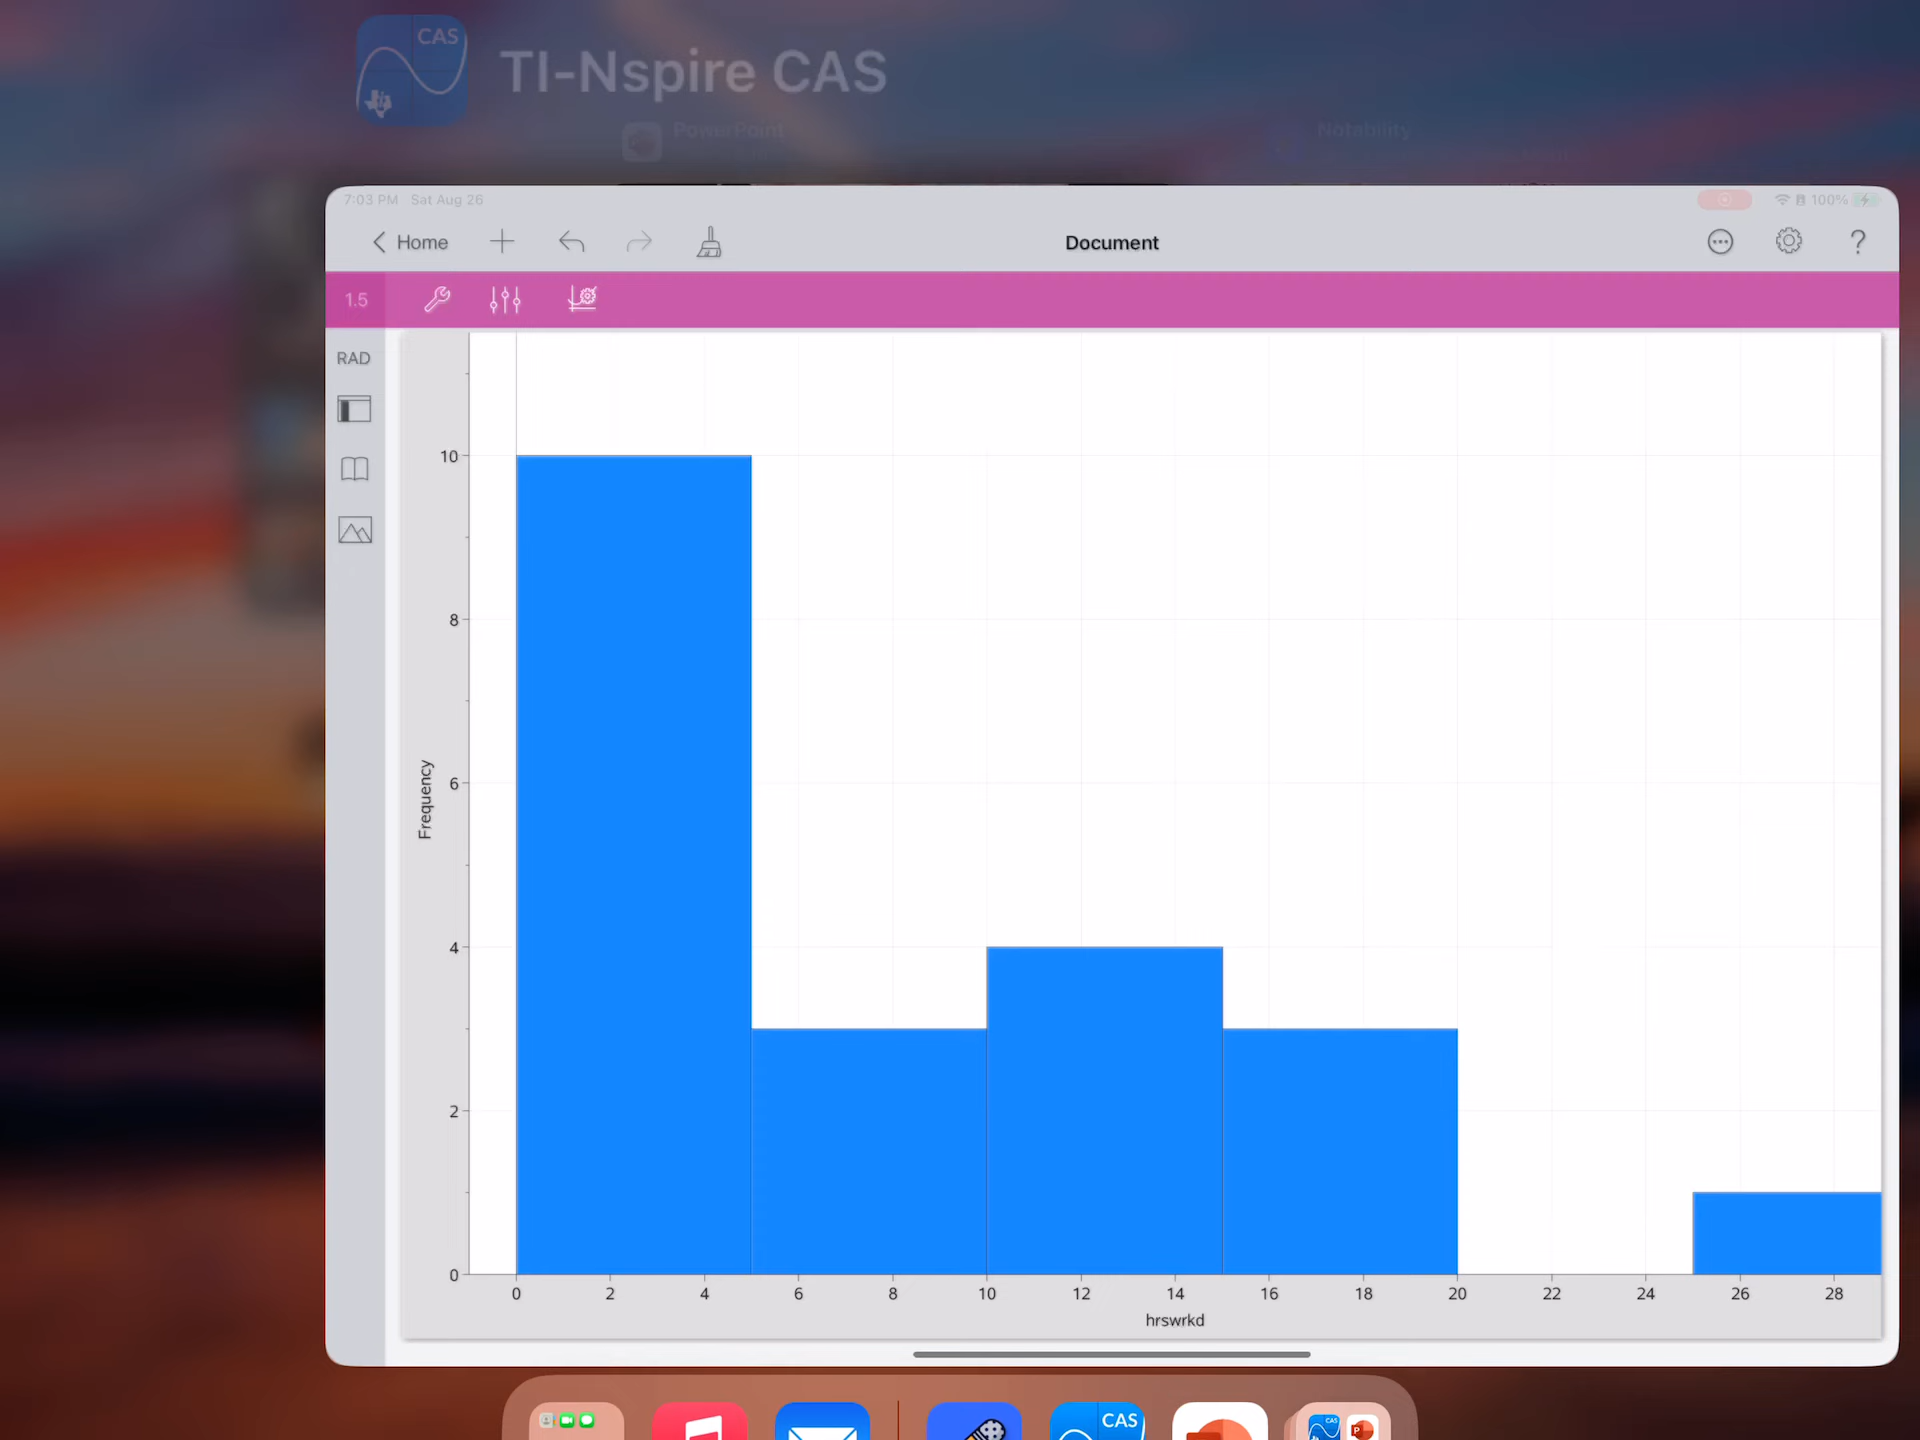 CAS
TI-Nspire CAS
PowerPoint
Notability
7:03 PM Sat Aug 26
100%
Home
Document
?
1.5
RAD
10
8
6
4
2
0
Frequency
0 2 4 6 8 10 12 14 16 18 20 22 24 26 28
hrswrkd
CAS
CAS
P